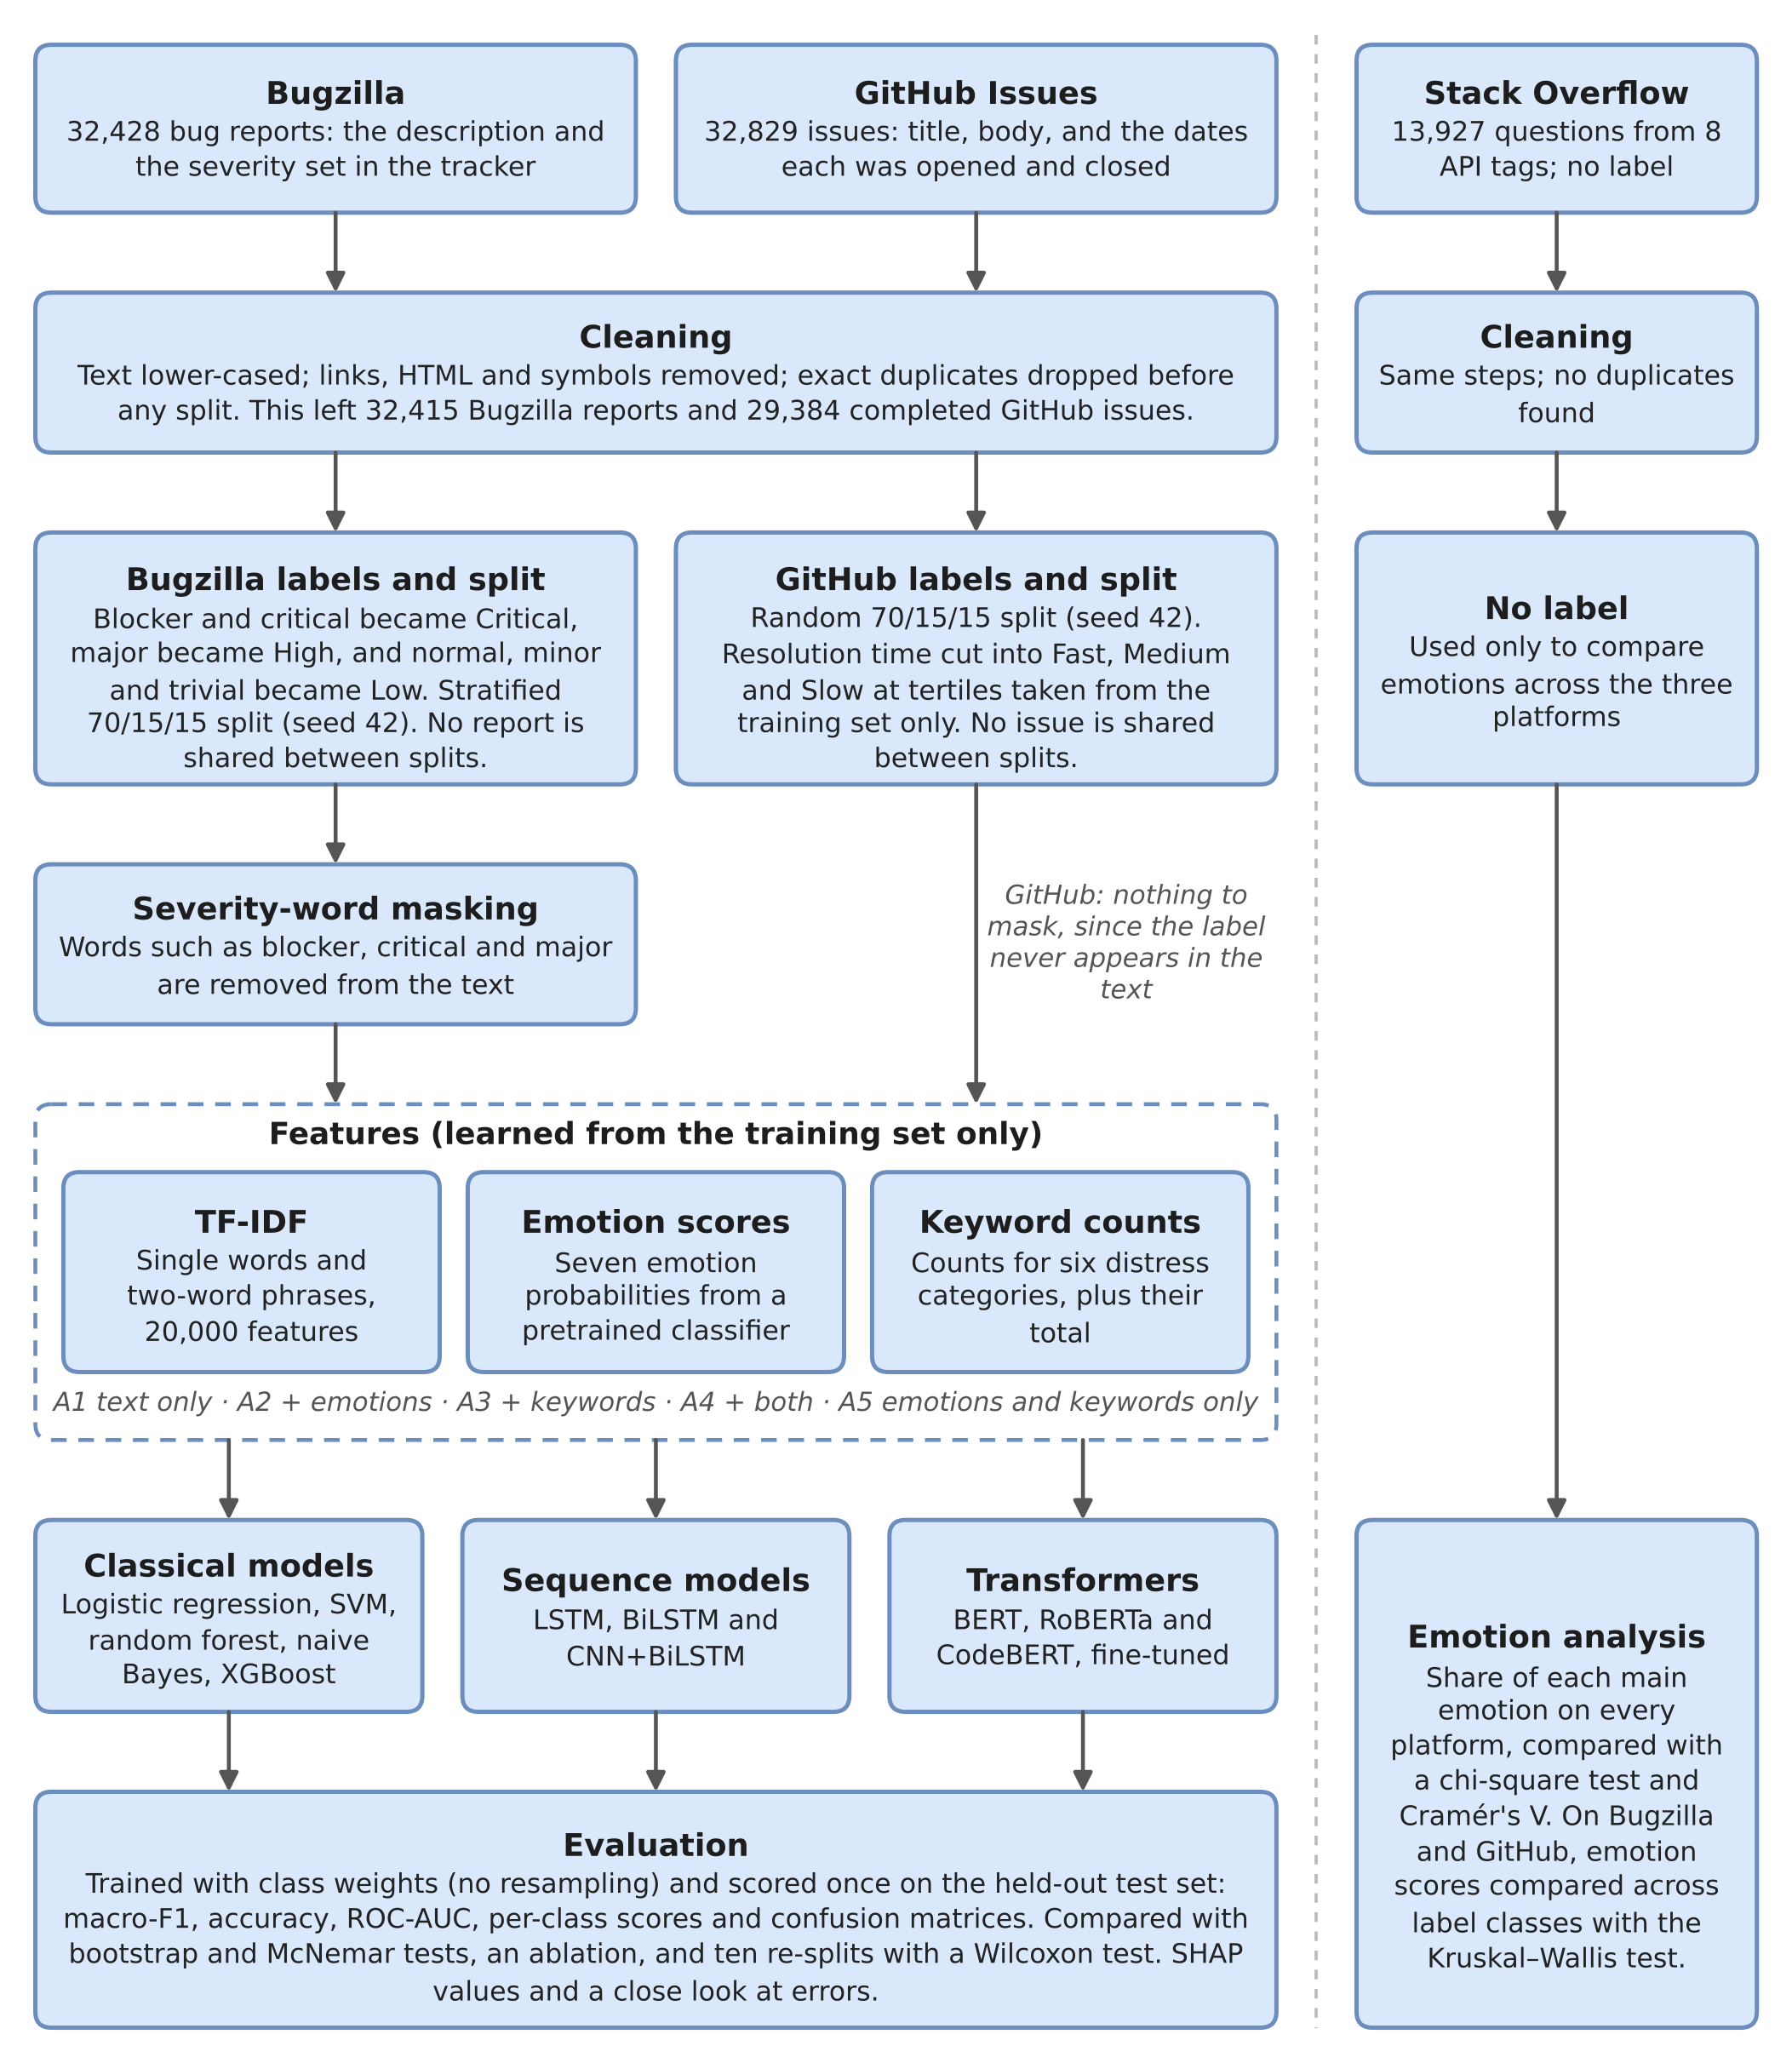 Bugzilla
32,428 bug reports: the description and
the severity set in the tracker
GitHub Issues
32,829 issues: title, body, and the dates
each was opened and closed
Stack Overflow
13,927 questions from 8
API tags; no label
Cleaning
Text lower-cased; links, HTML and symbols removed; exact duplicates dropped before
any split. This left 32,415 Bugzilla reports and 29,384 completed GitHub issues.
Cleaning
Same steps; no duplicates
found
Bugzilla labels and split
Blocker and critical became Critical,
major became High, and normal, minor
and trivial became Low. Stratified
70/15/15 split (seed 42). No report is
shared between splits.
GitHub labels and split
Random 70/15/15 split (seed 42).
Resolution time cut into Fast, Medium
and Slow at tertiles taken from the
training set only. No issue is shared
between splits.
No label
Used only to compare
emotions across the three
platforms
Severity-word masking
Words such as blocker, critical and major
are removed from the text
GitHub: nothing to
mask, since the label
never appears in the
text
Features (learned from the training set only)
TF-IDF
Single words and
two-word phrases,
20,000 features
Emotion scores
Seven emotion
probabilities from a
pretrained classifier
Keyword counts
Counts for six distress
categories, plus their
total
A1 text only · A2 + emotions · A3 + keywords · A4 + both · A5 emotions and keywords only
Classical models
Logistic regression, SVM,
random forest, naive
Bayes, XGBoost
Sequence models
LSTM, BiLSTM and
CNN+BiLSTM
Transformers
BERT, RoBERTa and
CodeBERT, fine-tuned
Emotion analysis
Share of each main
emotion on every
platform, compared with
a chi-square test and
Cramér's V. On Bugzilla
and GitHub, emotion
scores compared across
label classes with the
Kruskal–Wallis test.
Evaluation
Trained with class weights (no resampling) and scored once on the held-out test set:
macro-F1, accuracy, ROC-AUC, per-class scores and confusion matrices. Compared with
bootstrap and McNemar tests, an ablation, and ten re-splits with a Wilcoxon test. SHAP
values and a close look at errors.